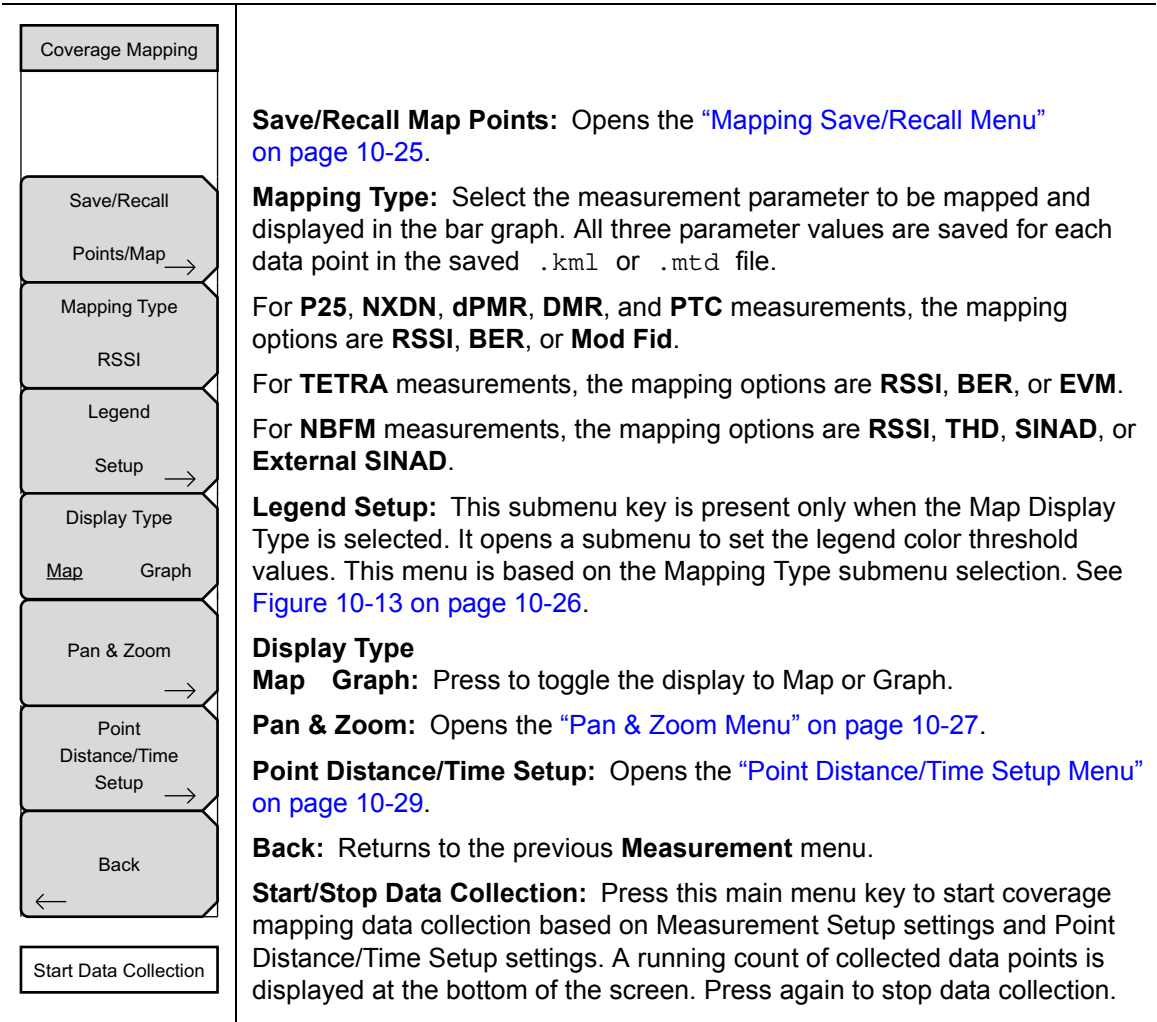 Coverage Mapping
Save/Recall
Points/Map
Mapping Type
RSSI
Legend
Setup
Display Type
Map Graph
Pan & Zoom
Point
Distance/Time
Setup
Back
Start Data Collection
Save/Recall Map Points: Opens the “Mapping Save/Recall Menu”
on page 10-25.
Mapping Type: Select the measurement parameter to be mapped and
displayed in the bar graph. All three parameter values are saved for each
data point in the saved .kml or .mtd file.
For P25, NXDN, dPMR, DMR, and PTC measurements, the mapping
options are RSSI, BER, or Mod Fid.
For TETRA measurements, the mapping options are RSSI, BER, or EVM.
For NBFM measurements, the mapping options are RSSI, THD, SINAD, or
External SINAD.
Legend Setup: This submenu key is present only when the Map Display
Type is selected. It opens a submenu to set the legend color threshold
values. This menu is based on the Mapping Type submenu selection. See
Figure 10-13 on page 10-26.
Display Type
Map Graph: Press to toggle the display to Map or Graph.
Pan & Zoom: Opens the “Pan & Zoom Menu” on page 10-27.
Point Distance/Time Setup: Opens the “Point Distance/Time Setup Menu”
on page 10-29.
Back: Returns to the previous Measurement menu.
Start/Stop Data Collection: Press this main menu key to start coverage
mapping data collection based on Measurement Setup settings and Point
Distance/Time Setup settings. A running count of collected data points is
displayed at the bottom of the screen. Press again to stop data collection.